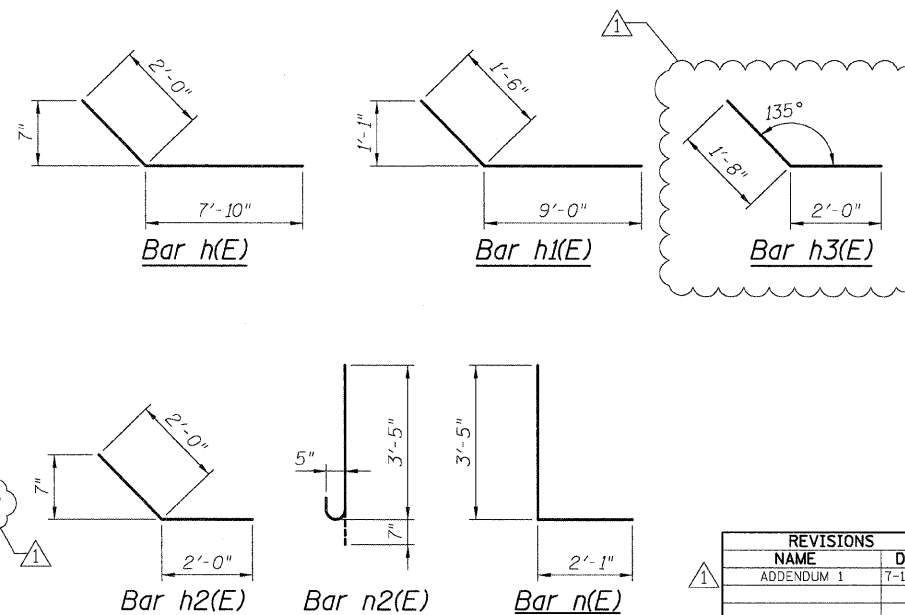 1
2'-0"
7"
7'-10"
Bar h(E)
1'-6"
1'-1"
9'-0"
Bar h1(E)
135°
1'-8"
2'-0"
Bar h3(E)
2'-0"
7"
2'-0"
Bar h2(E)
1
5"
3'-5"
7"
Bar n2(E)
3'-5"
2'-1"
Bar n(E)
1
REVISIONS
NAME D
ADDENDUM 1 7-1